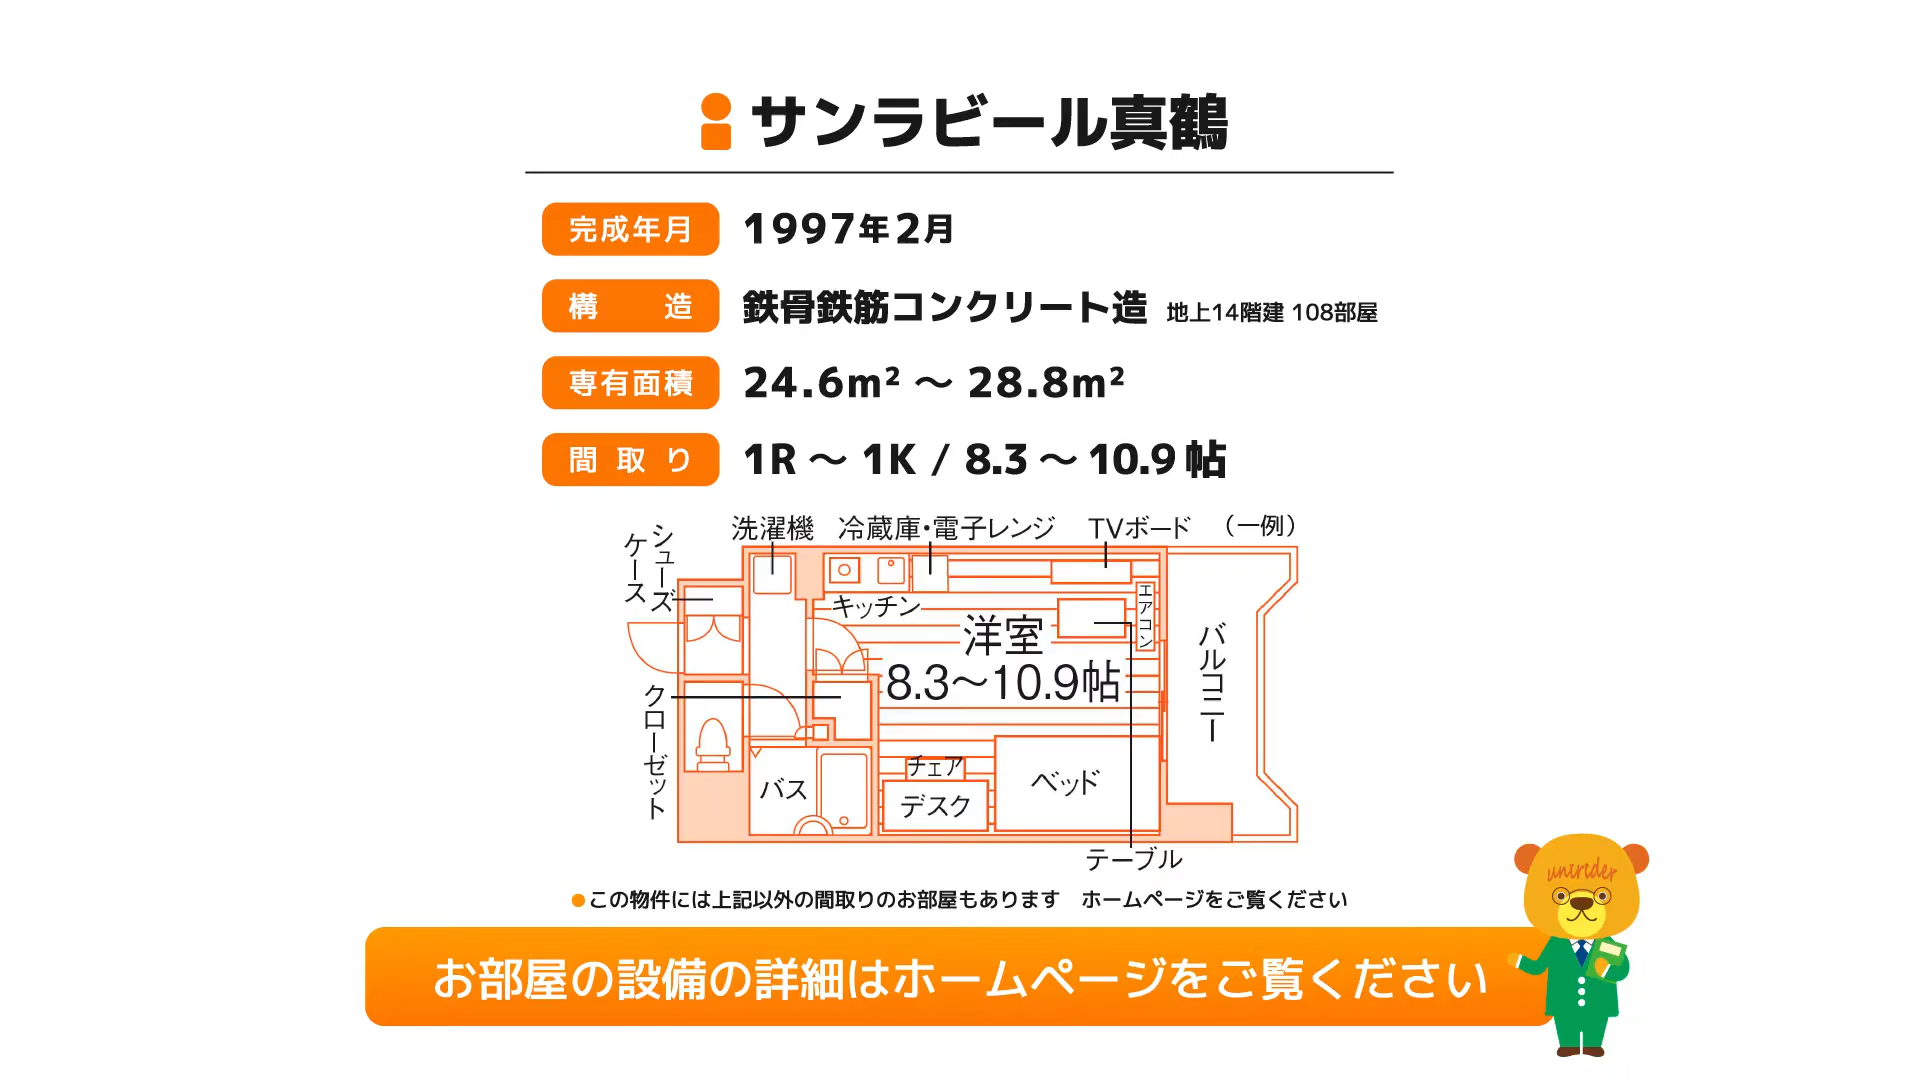 サンラビール真鶴
完成年月 1997年2月
構造 鉄骨鉄筋コンクリート造 地上14階建 108部屋
専有面積 24.6m² ～ 28.8m²
間取り 1R ～ 1K / 8.3 ～ 10.9 帖
洗濯機 冷蔵庫・電子レンジ TVボード （一例）
シューズケース
キッチン
エアコン
洋室
8.3～10.9帖
バルコニー
クローゼット
バス
チェア
デスク
ベッド
テーブル
●この物件には上記以外の間取りのお部屋もあります ホームページをご覧ください
unireder
お部屋の設備の詳細はホームページをご覧ください